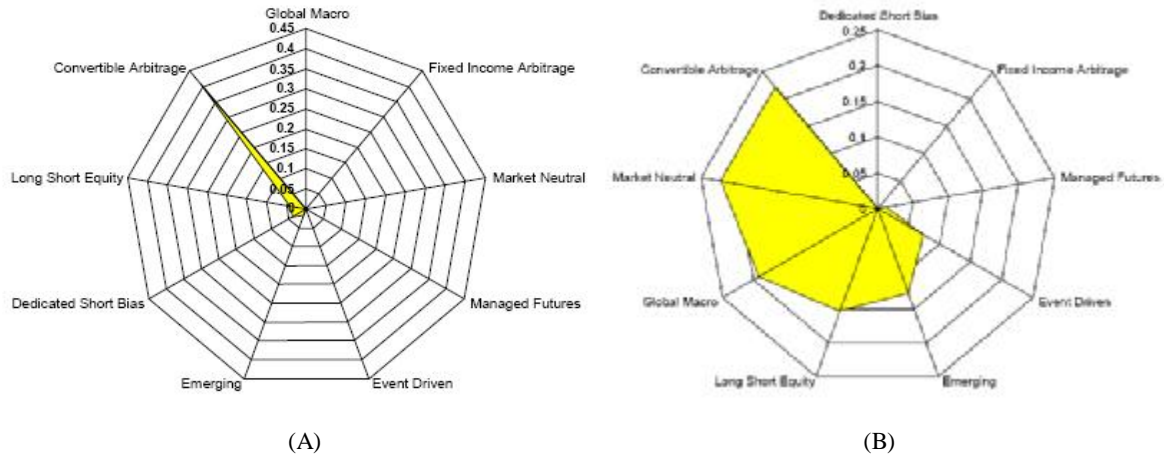 Global Macro
0.45
0.4
0.35
0.3
0.25
0.2
0.15
0.1
0.05
0
Convertible Arbitrage
Fixed Income Arbitrage
Long Short Equity
Market Neutral
Dedicated Short Bias
Managed Futures
Emerging
Event Driven
(A)
Dedicated Short Bias
0.25
0.2
0.15
0.1
0.05
0
Convertible Arbitrage
Fixed Income Arbitrage
Market Neutral
Managed Futures
Global Macro
Event Driven
Long Short Equity
Emerging
(B)